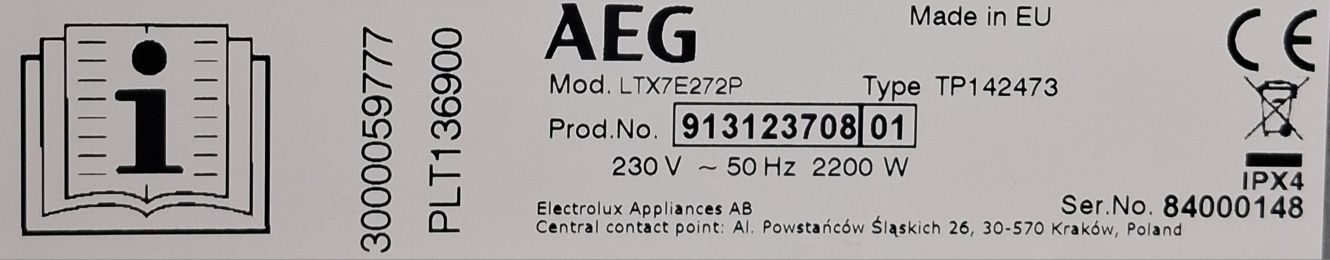 3000059777
PLT136900
AEG
Made in EU
Mod. LTX7E272P Type TP142473
Prod.No. 913123708 01
230 V ~ 50 Hz 2200 W
IPX4
Ser.No. 84000148
Electrolux Appliances AB
Central contact point: Al. Powstańców Śląskich 26, 30-570 Kraków, Poland